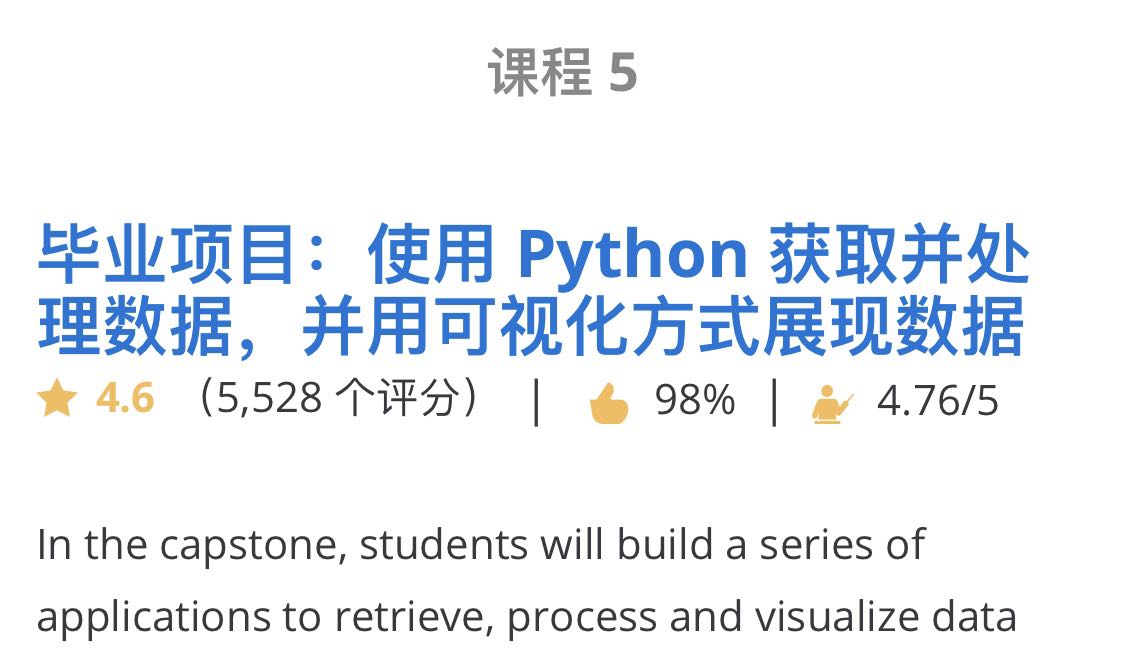 课程 5
毕业项目：使用 Python 获取并处
理数据，并用可视化方式展现数据
4.6 （5,528 个评分） | 98% | 4.76/5
In the capstone, students will build a series of
applications to retrieve, process and visualize data